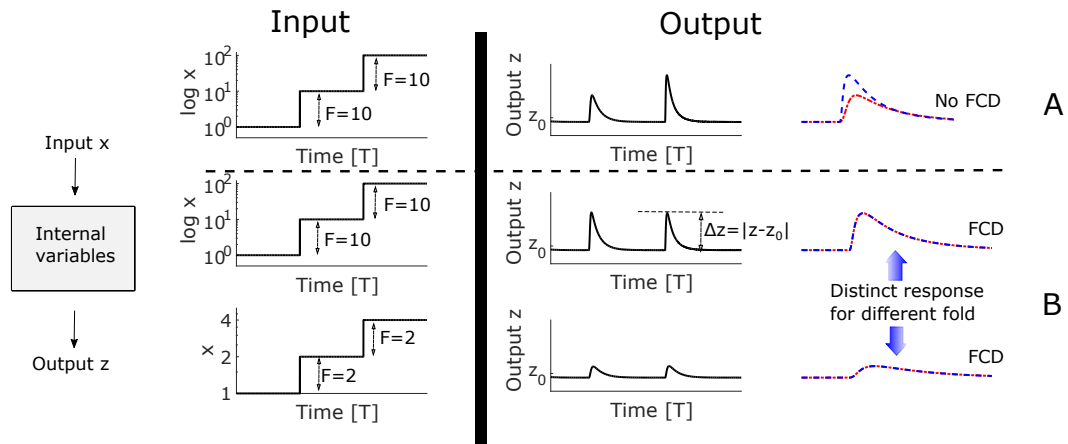 Input
Output
Input x
Internal
variables
Output z
log x
10²
10¹
10⁰
F=10
F=10
Time [T]
Output z
z₀
Time [T]
No FCD
A
log x
10²
10¹
10⁰
F=10
F=10
Time [T]
Output z
z₀
Δz=|z-z₀|
Time [T]
FCD
Distinct response
for different fold
B
x
4
2
1
F=2
F=2
Time [T]
Output z
z₀
Time [T]
FCD